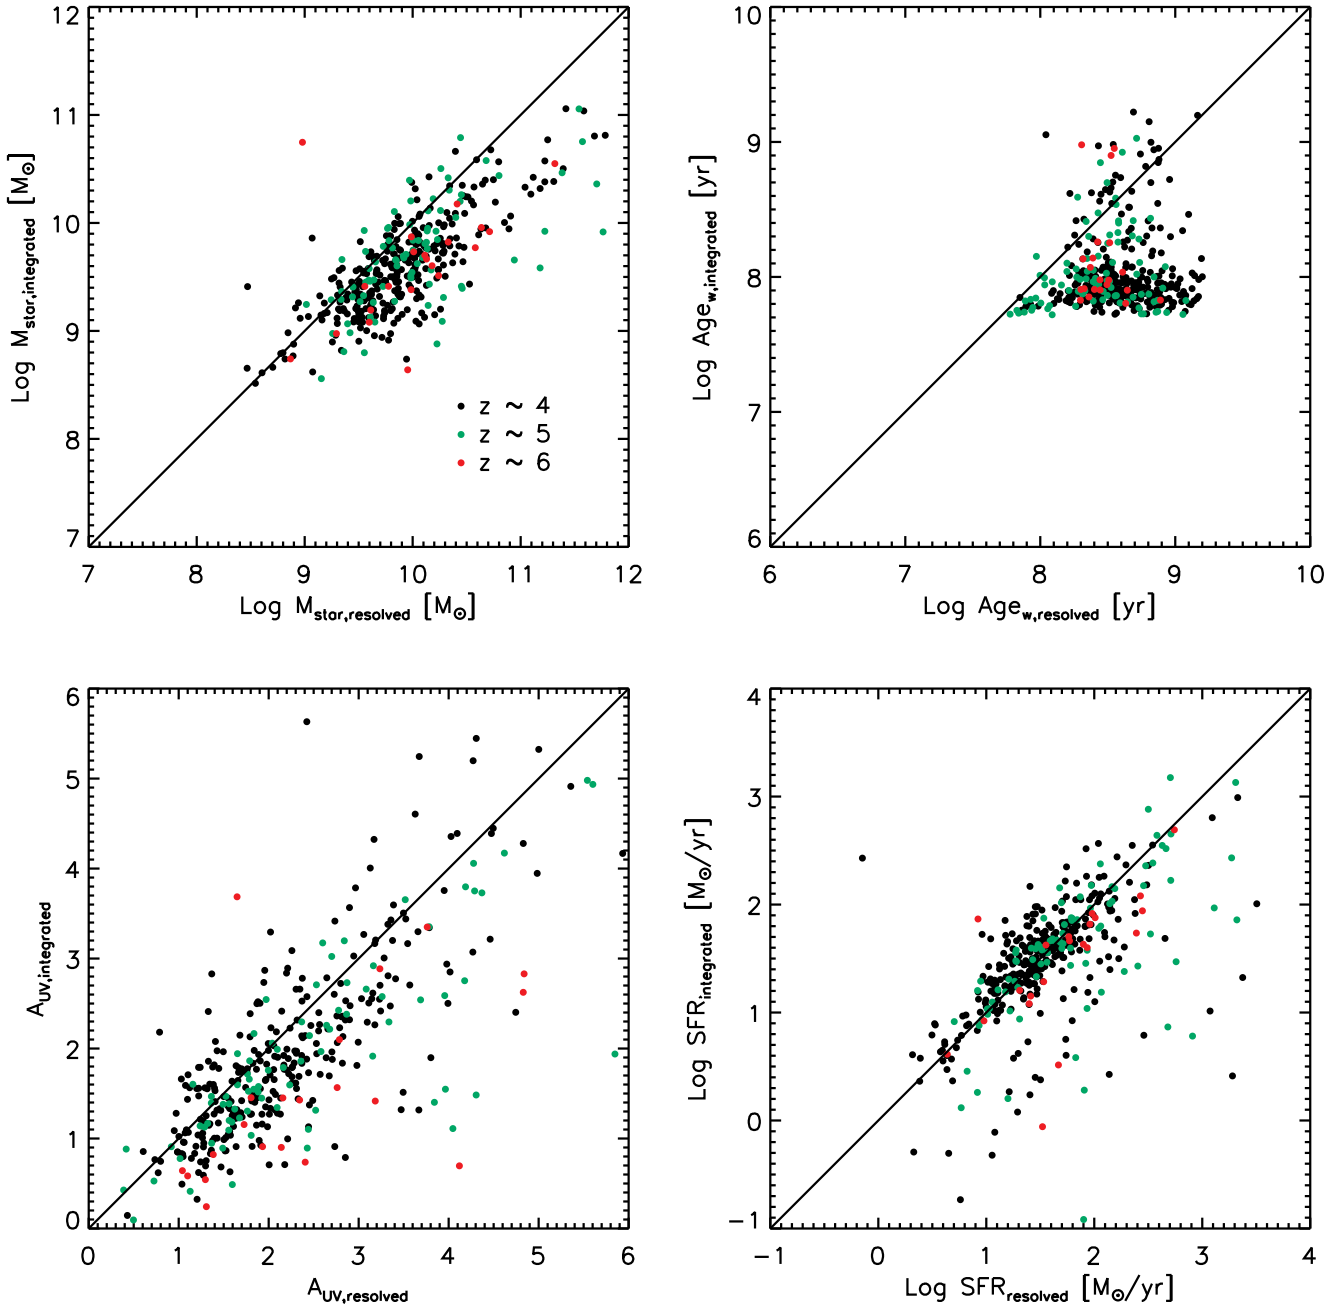 12
11
10
9
8
7
Log M_star,integrated [M⊙]
z ~ 4
z ~ 5
z ~ 6
7 8 9 10 11 12
Log M_star,resolved [M⊙]
10
9
8
7
6
Log Age_w,integrated [yr]
6 7 8 9 10
Log Age_w,resolved [yr]
6
5
4
3
2
1
0
A_UV,integrated
0 1 2 3 4 5 6
A_UV,resolved
4
3
2
1
0
−1
Log SFR_integrated [M⊙/yr]
−1 0 1 2 3 4
Log SFR_resolved [M⊙/yr]